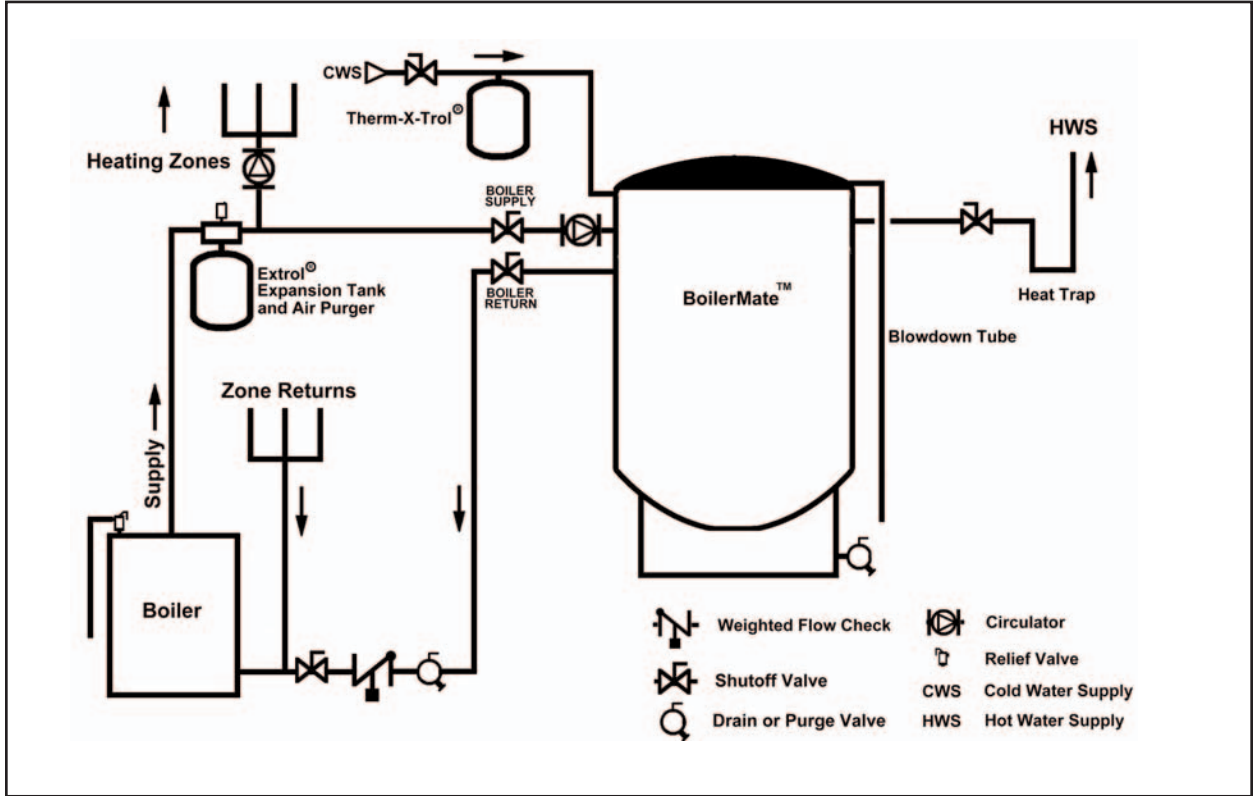 CWS
Therm-X-Trol®
HWS
Heating Zones
BOILER
SUPPLY
Extrol®
Expansion Tank
and Air Purger
BOILER
RETURN
BoilerMate™
Heat Trap
Blowdown Tube
Zone Returns
Supply
Boiler
Weighted Flow Check
Circulator
Relief Valve
Shutoff Valve
CWS Cold Water Supply
Drain or Purge Valve
HWS Hot Water Supply